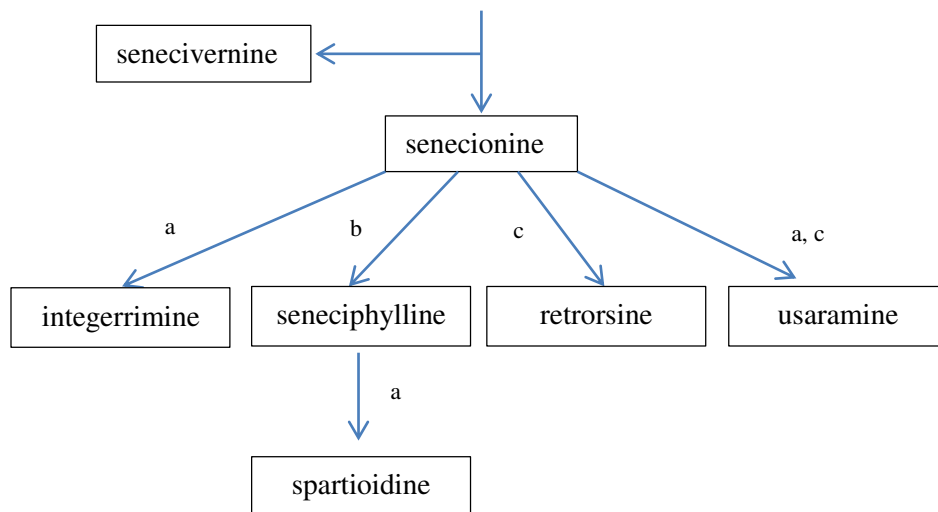 senecivernine
senecionine
a
b
c
a, c
integerrimine
seneciphylline
retrorsine
usaramine
a
spartioidine